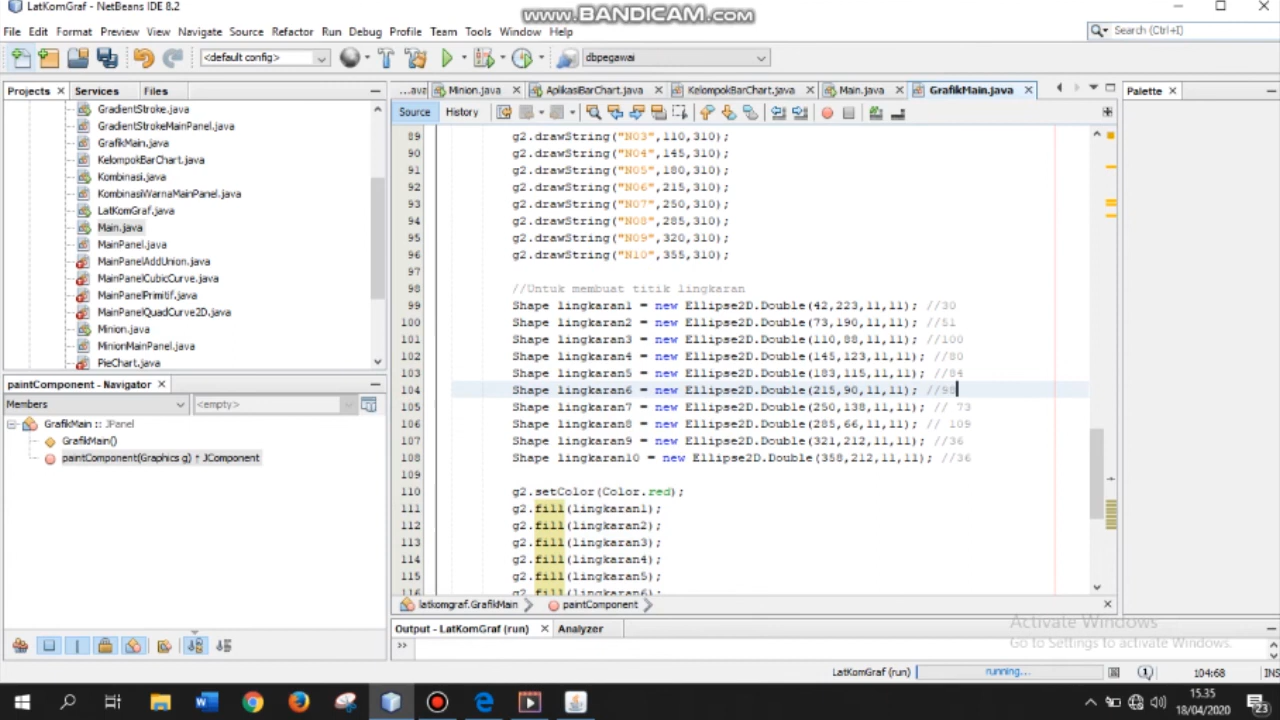 LatKomGraf - NetBeans IDE 8.2
www.BANDICAM.com
File Edit Format Preview View Navigate Source Refactor Run Debug Profile Team Tools Window Help
Search (Ctrl+I)
<default config>
dbpegawai
Projects Services Files
...ava Minion.java AplikasiBarChart.java KelompokBarChart.java Main.java GrafikMain.java
Palette
Source History
GradientStroke.java
GradientStrokeMainPanel.java
GrafikMain.java
KelompokBarChart.java
Kombinasi.java
KombinasiWarnaMainPanel.java
LatKomGraf.java
Main.java
MainPanel.java
MainPanelAddUnion.java
MainPanelCubicCurve.java
MainPanelPrimitif.java
MainPanelQuadCurve2D.java
Minion.java
MinionMainPanel.java
PieChart.java
paintComponent - Navigator
Members
<empty>
GrafikMain :: JPanel
GrafikMain()
paintComponent(Graphics g) ↑ JComponent
89 g2.drawString("N03",110,310);
90 g2.drawString("N04",145,310);
91 g2.drawString("N05",180,310);
92 g2.drawString("N06",215,310);
93 g2.drawString("N07",250,310);
94 g2.drawString("N08",285,310);
95 g2.drawString("N09",320,310);
96 g2.drawString("N10",355,310);
97
98 //Untuk membuat titik lingkaran
99 Shape lingkaran1 = new Ellipse2D.Double(42,223,11,11); //30
100 Shape lingkaran2 = new Ellipse2D.Double(73,190,11,11); //51
101 Shape lingkaran3 = new Ellipse2D.Double(110,88,11,11); //100
102 Shape lingkaran4 = new Ellipse2D.Double(145,123,11,11); //80
103 Shape lingkaran5 = new Ellipse2D.Double(183,115,11,11); //84
104 Shape lingkaran6 = new Ellipse2D.Double(215,90,11,11);
105 Shape lingkaran7 = new Ellipse2D.Double(250,138,11,11); // 73
106 Shape lingkaran8 = new Ellipse2D.Double(285,66,11,11); // 109
107 Shape lingkaran9 = new Ellipse2D.Double(321,212,11,11); //36
108 Shape lingkaran10 = new Ellipse2D.Double(358,212,11,11); //36
109
110 g2.setColor(Color.red);
111 g2.fill(lingkaran1);
112 g2.fill(lingkaran2);
113 g2.fill(lingkaran3);
114 g2.fill(lingkaran4);
115 g2.fill(lingkaran5);
116 g2.fill(lingkaran6);
latkomgraf.GrafikMain paintComponent
Output - LatKomGraf (run) Analyzer
Activate Windows
Go to Settings to activate Windows.
LatKomGraf (run) running... 104:68 INS
15.35
18/04/2020
23